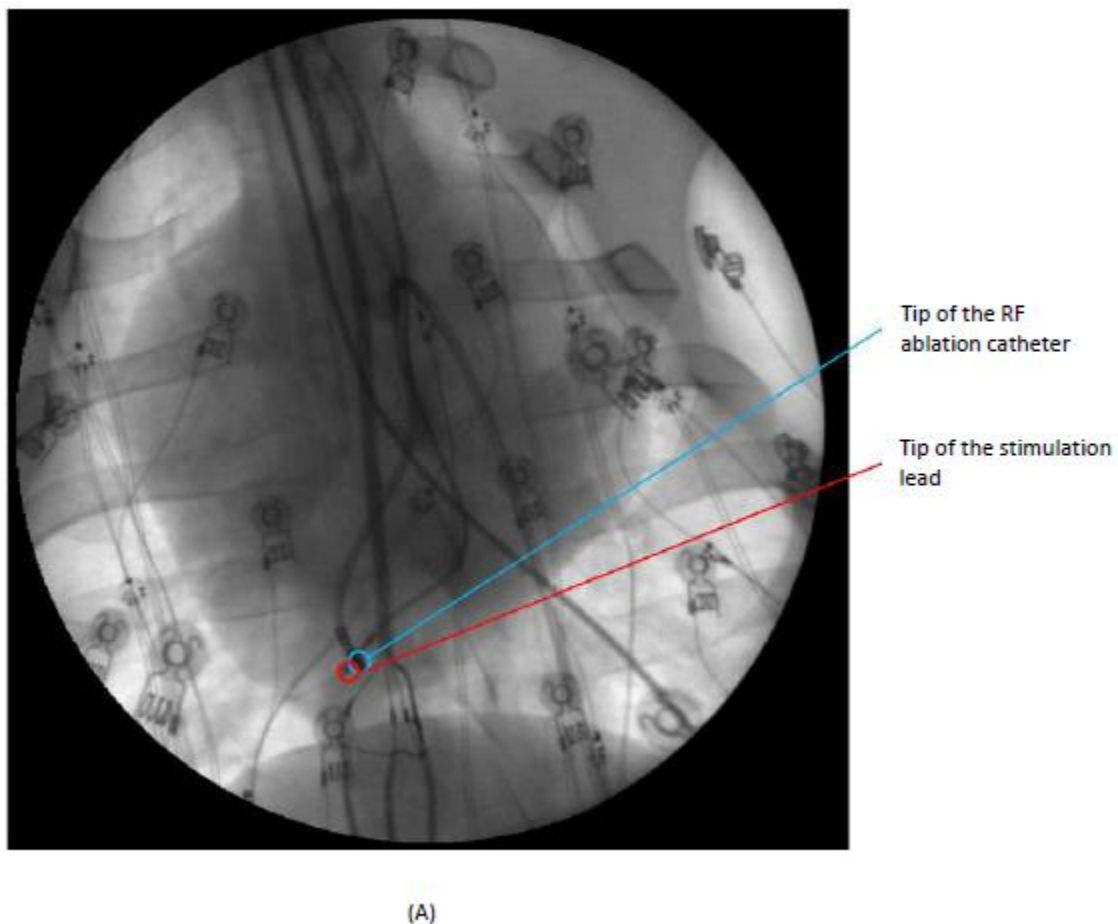 Tip of the RF
ablation catheter
Tip of the stimulation
lead
(A)